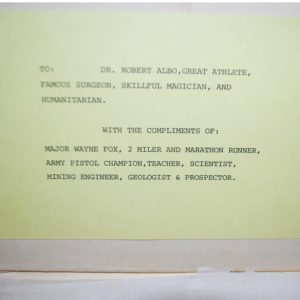 TO: DR. ROBERT ALBO,GREAT ATHLETE,
FAMOUS SURGEON, SKILLFUL MAGICIAN, AND
HUMANITARIAN.
WITH THE COMPLIMENTS OF:
MAJOR WAYNE FOX, 2 MILER AND MARATHON RUNNER,
ARMY PISTOL CHAMPION,TEACHER, SCIENTIST,
MINING ENGINEER, GEOLOGIST & PROSPECTOR.